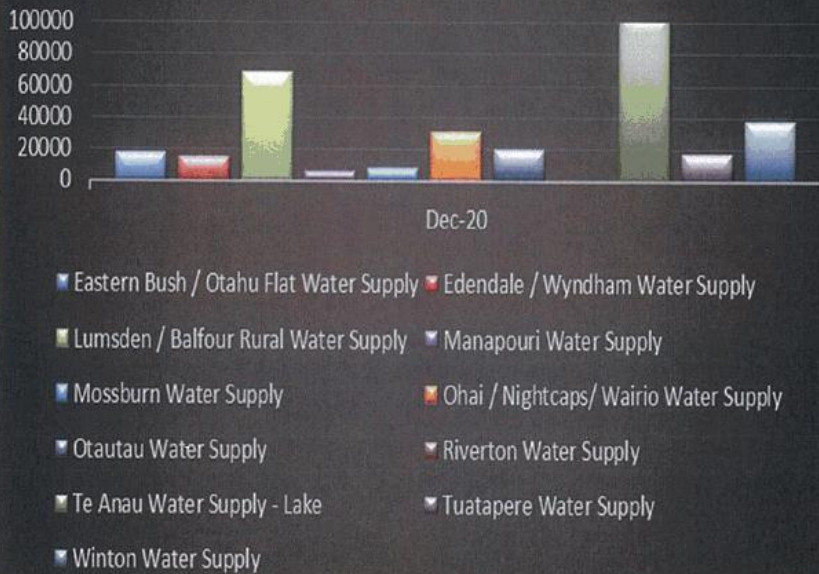 100000
80000
60000
40000
20000
0
Dec-20
Eastern Bush / Otahu Flat Water Supply Edendale / Wyndham Water Supply
Lumsden / Balfour Rural Water Supply Manapouri Water Supply
Mossburn Water Supply Ohai / Nightcaps/ Wairio Water Supply
Otautau Water Supply Riverton Water Supply
Te Anau Water Supply - Lake Tuatapere Water Supply
Winton Water Supply